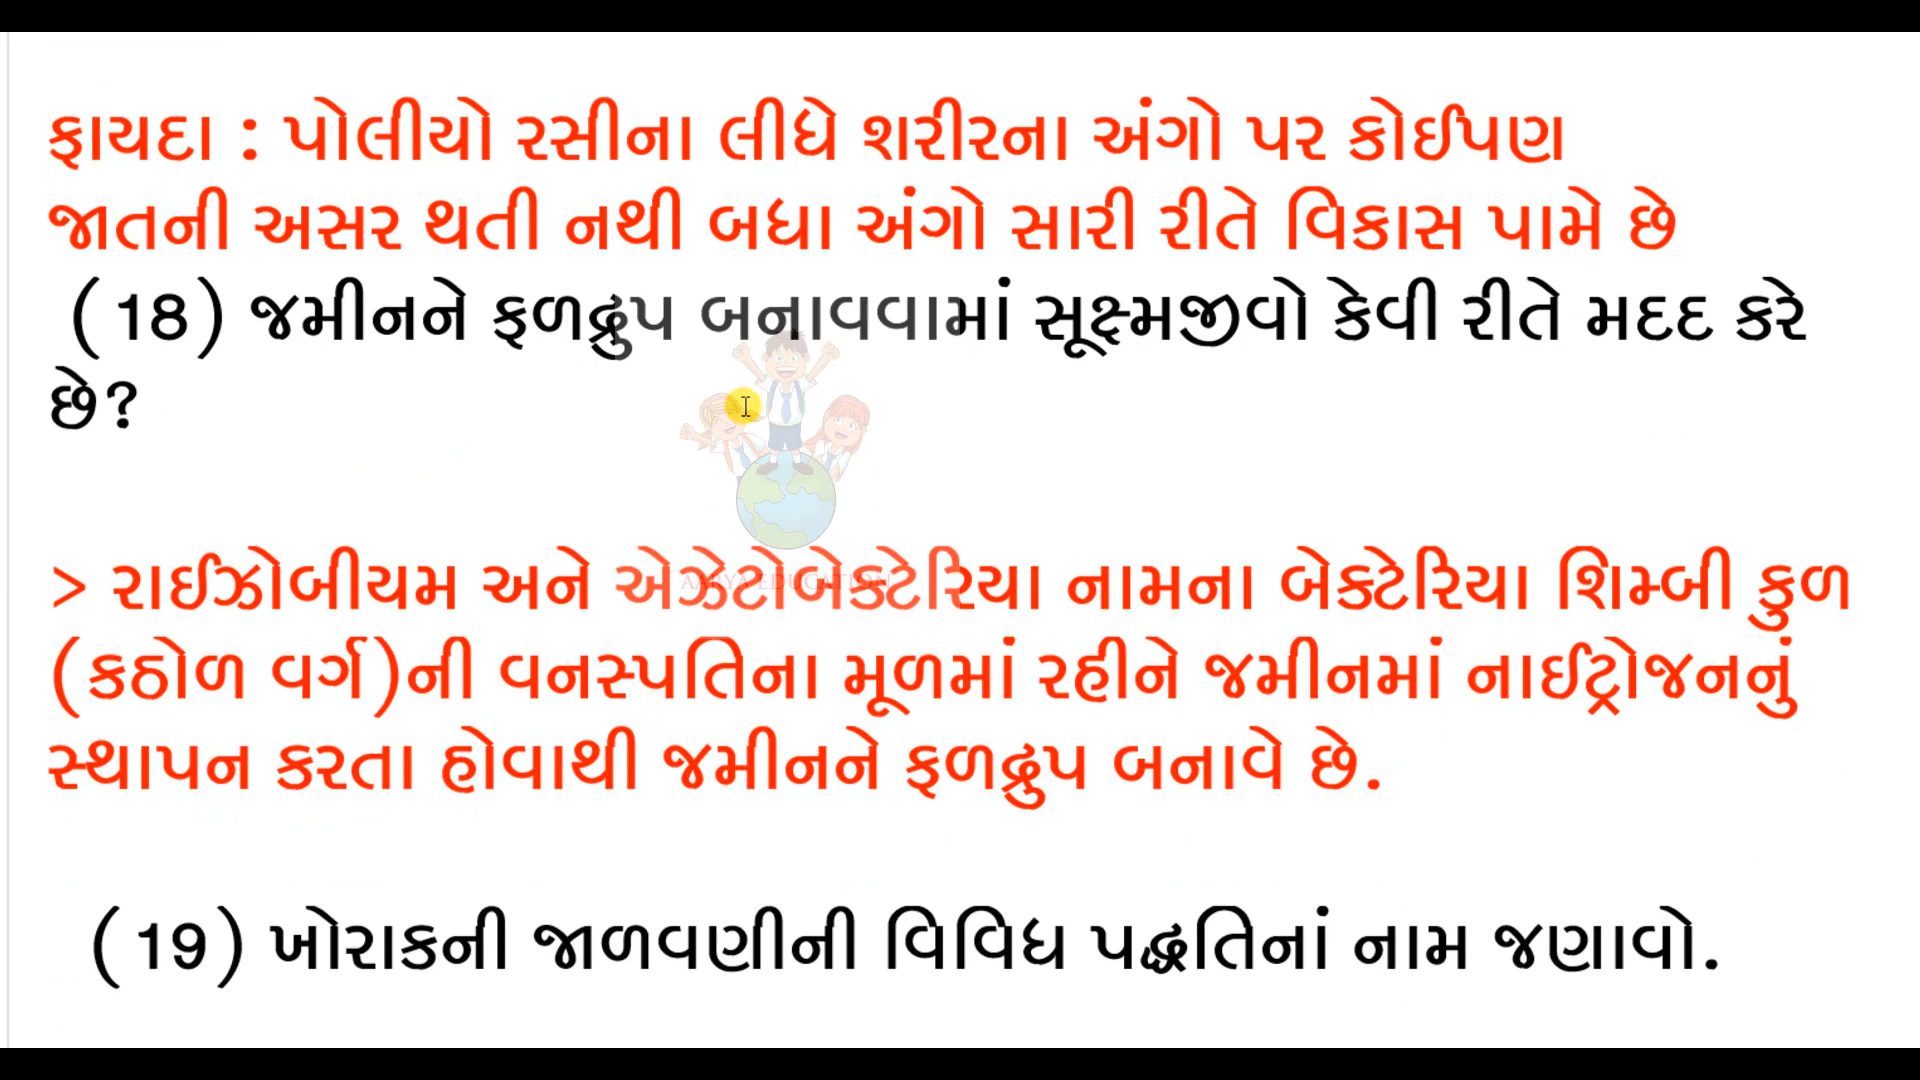 ફાયદા : પોલીયો રસીના લીધે શરીરના અંગો પર કોઈપણ
જાતની અસર થતી નથી બધા અંગો સારી રીતે વિકાસ પામે છે
(18) જમીનને ફળદ્રુપ બનાવવામાં સૂક્ષ્મજીવો કેવી રીતે મદદ કરે
છે?
> રાઈઝોબીયમ અને એઝેટોબેક્ટેરિયા નામના બેક્ટેરિયા શિમ્બી કુળ
AARYA EDUCATION
(કઠોળ વર્ગ)ની વનસ્પતિના મૂળમાં રહીને જમીનમાં નાઈટ્રોજનનું
સ્થાપન કરતા હોવાથી જમીનને ફળદ્રુપ બનાવે છે.
(19) ખોરાકની જાળવણીની વિવિધ પદ્ધતિનાં નામ જણાવો.